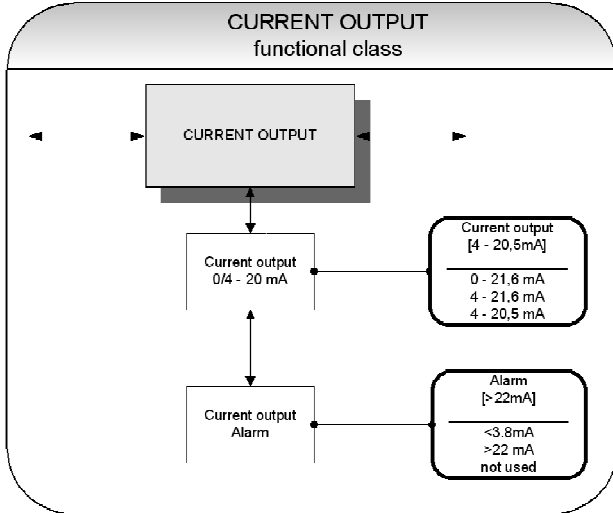 CURRENT OUTPUT
functional class
CURRENT OUTPUT
Current output
0/4 - 20 mA
Current output
[4 - 20,5mA]
0 - 21,6 mA
4 - 21,6 mA
4 - 20,5 mA
Current output
Alarm
Alarm
[>22mA]
<3.8mA
>22 mA
not used